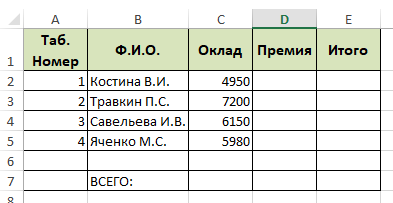 A B C D E
1 Таб. Номер Ф.И.О. Оклад Премия Итого
2 1 Костина В.И. 4950
3 2 Травкин П.С. 7200
4 3 Савельева И.В. 6150
5 4 Яченко М.С. 5980
6
7 ВСЕГО: